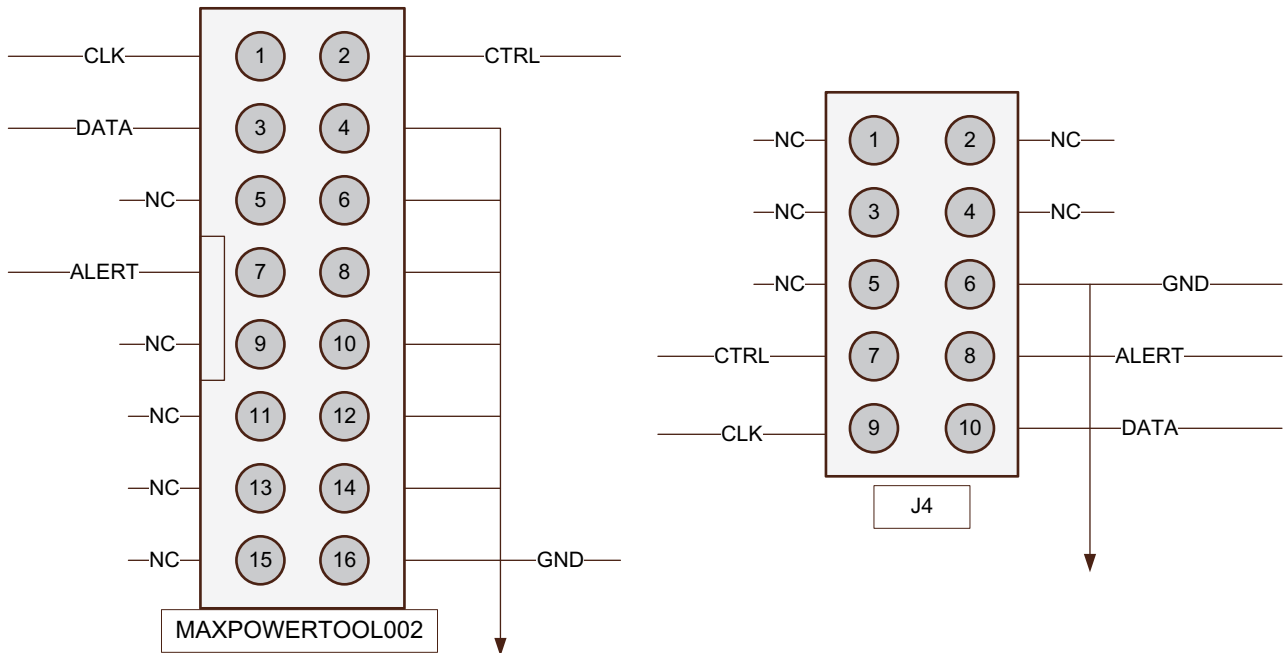 CLK 1 2 CTRL
DATA 3 4
NC 5 6
ALERT 7 8
NC 9 10
NC 11 12
NC 13 14
NC 15 16 GND
MAXPOWERTOOL002
NC 1 2 NC
NC 3 4 NC
NC 5 6 GND
CTRL 7 8 ALERT
CLK 9 10 DATA
J4